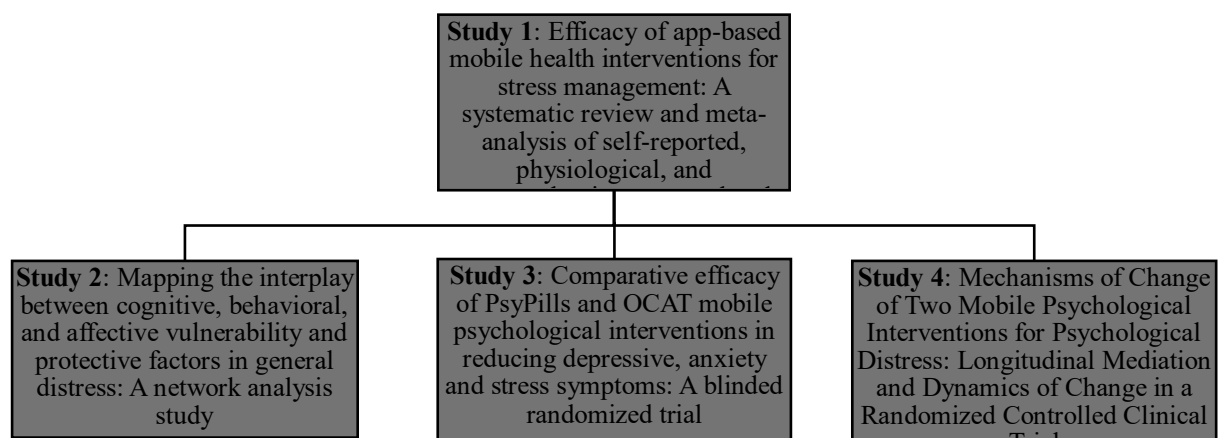 Study 1: Efficacy of app-based
mobile health interventions for
stress management: A
systematic review and meta-
analysis of self-reported,
physiological, and
Study 2: Mapping the interplay
between cognitive, behavioral,
and affective vulnerability and
protective factors in general
distress: A network analysis
study
Study 3: Comparative efficacy
of PsyPills and OCAT mobile
psychological interventions in
reducing depressive, anxiety
and stress symptoms: A blinded
randomized trial
Study 4: Mechanisms of Change
of Two Mobile Psychological
Interventions for Psychological
Distress: Longitudinal Mediation
and Dynamics of Change in a
Randomized Controlled Clinical